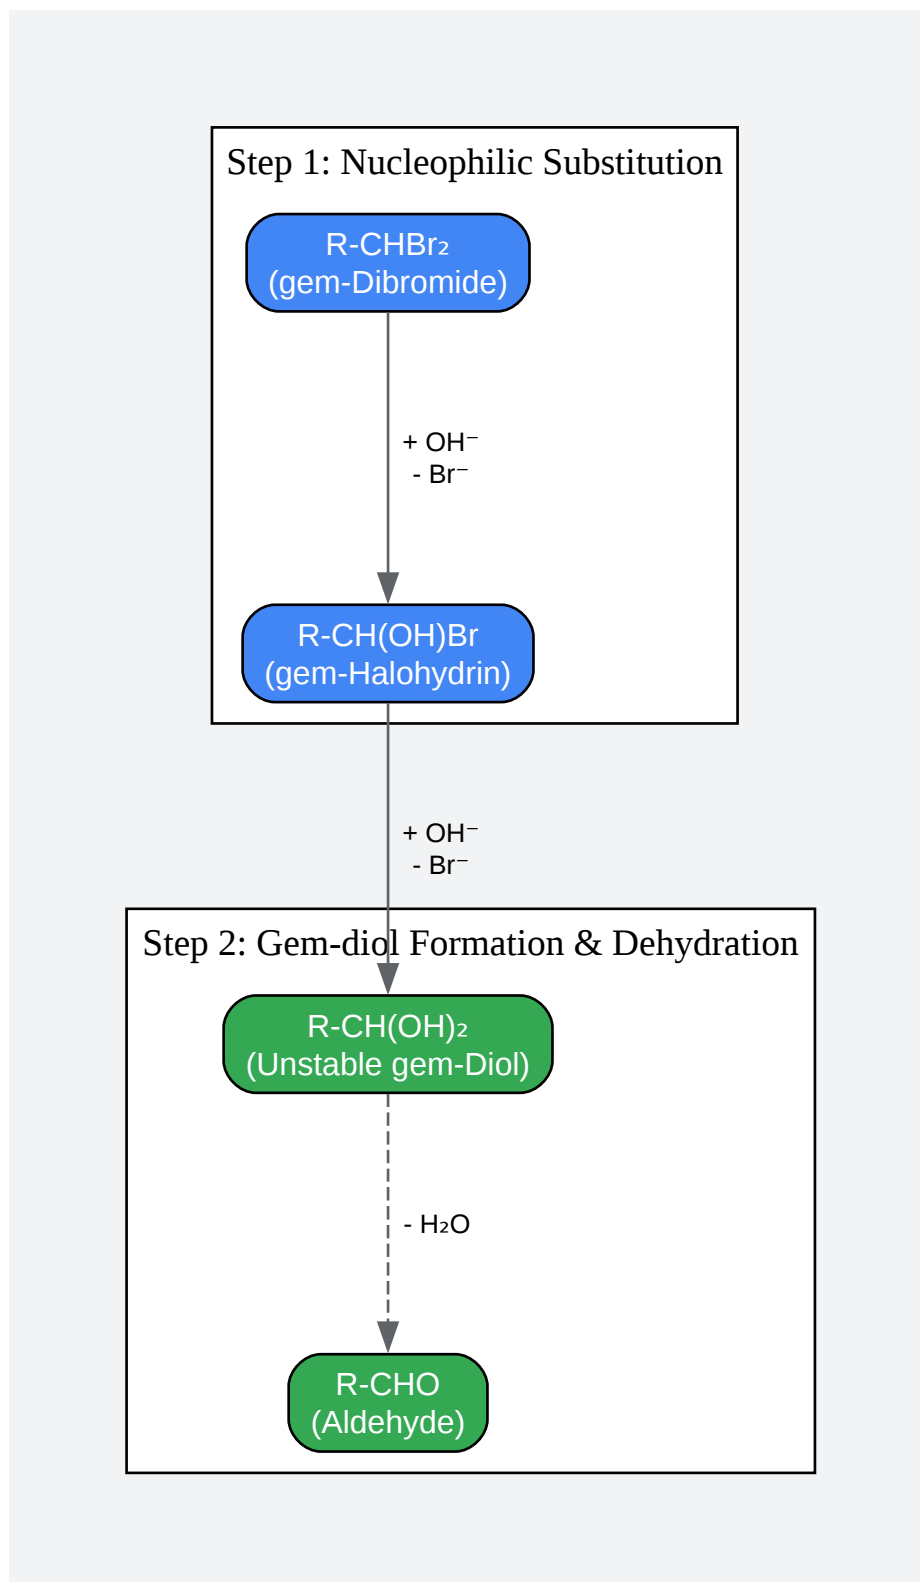 Step 1: Nucleophilic Substitution
R-CHBr₂
(gem-Dibromide)
+ OH⁻
- Br⁻
R-CH(OH)Br
(gem-Halohydrin)
+ OH⁻
- Br⁻
Step 2: Gem-diol Formation & Dehydration
R-CH(OH)₂
(Unstable gem-Diol)
- H₂O
R-CHO
(Aldehyde)